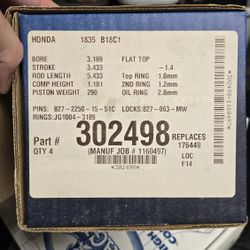 HONDA 1835 B18C1
BORE 3.189 FLAT TOP
STROKE 3.433 -1.4
ROD LENGTH 5.433 Top RING 1.0mm
COMP HEIGHT 1.181 2ND RING 1.2mm
PISTON WEIGHT 290 OIL RING 2.8mm
PINS: 827-2250-15-51C LOCKS:827-063-MW
RINGS:JG1004-3189
Part # 302498 REPLACES
176449
QTY 4 (MANUF JOB # 1160497) LOC
F14
*302498*
*302498-1160497*